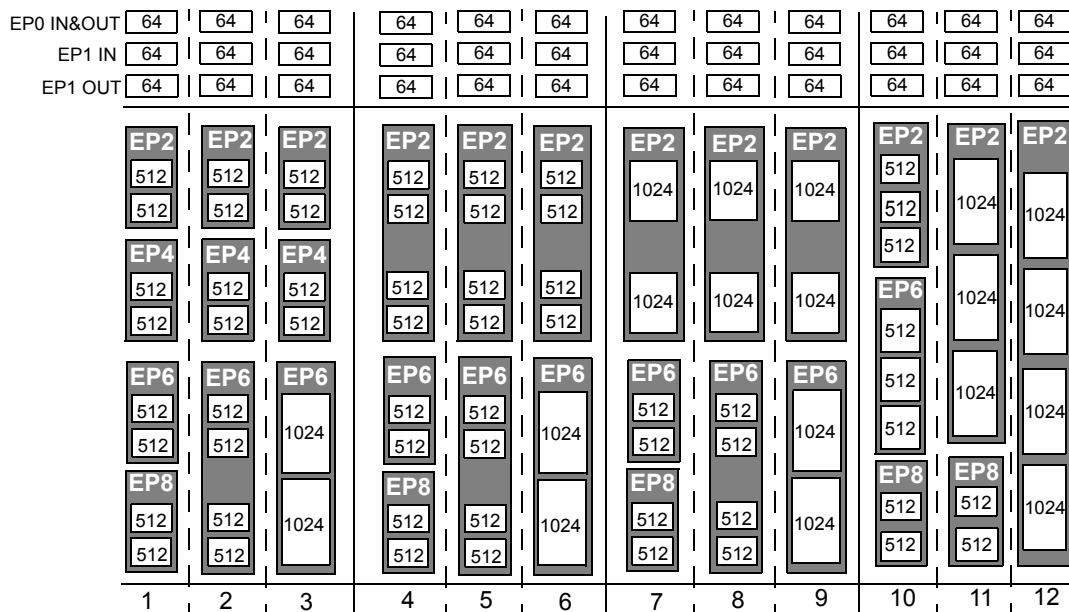 EP0 IN&OUT 64 64 64 64 64 64 64 64 64 64 64 64
EP1 IN 64 64 64 64 64 64 64 64 64 64 64 64
EP1 OUT 64 64 64 64 64 64 64 64 64 64 64 64
EP2 EP2 EP2 EP2 EP2 EP2 EP2 EP2 EP2 EP2 EP2 EP2
512 512 512 512 512 512 1024 1024 1024 512 1024 1024
512 512 512 512 512 512 512
512
EP4 EP4 EP4
512 512 512 512 512 512 1024 1024 1024 EP6 1024 1024
512 512 512 512 512 512 512
EP6 EP6 EP6 EP6 EP6 EP6 EP6 EP6 EP6 512
512 512 1024 512 512 1024 512 512 1024 512 1024 1024
512 512 512 512 512 512
EP8 EP8 EP8 EP8 EP8
512 512 1024 512 512 1024 512 512 1024 512 512 1024
512 512 512 512 512 512 512 512
1 2 3 4 5 6 7 8 9 10 11 12